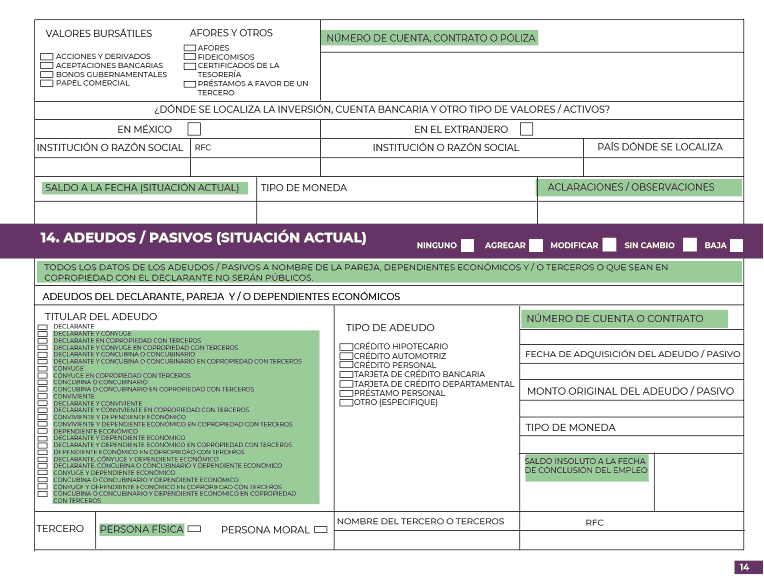 VALORES BURSÁTILES
ACCIONES Y DERIVADOS
ACEPTACIONES BANCARIAS
BONOS GUBERNAMENTALES
PAPEL COMERCIAL
AFORES Y OTROS
AFORES
FIDEICOMISOS
CERTIFICADOS DE LA
TESORERÍA
PRÉSTAMOS A FAVOR DE UN
TERCERO
NÚMERO DE CUENTA, CONTRATO O PÓLIZA
¿DÓNDE SE LOCALIZA LA INVERSIÓN, CUENTA BANCARIA Y OTRO TIPO DE VALORES / ACTIVOS?
EN MÉXICO
EN EL EXTRANJERO
INSTITUCIÓN O RAZÓN SOCIAL
RFC
INSTITUCIÓN O RAZÓN SOCIAL
PAÍS DÓNDE SE LOCALIZA
SALDO A LA FECHA (SITUACIÓN ACTUAL)
TIPO DE MONEDA
ACLARACIONES / OBSERVACIONES
14. ADEUDOS / PASIVOS (SITUACIÓN ACTUAL)
NINGUNO
AGREGAR
MODIFICAR
SIN CAMBIO
BAJA
TODOS LOS DATOS DE LOS ADEUDOS / PASIVOS A NOMBRE DE LA PAREJA, DEPENDIENTES ECONÓMICOS Y / O TERCEROS O QUE SEAN EN
COPROPIEDAD CON EL DECLARANTE NO SERÁN PÚBLICOS.
ADEUDOS DEL DECLARANTE, PAREJA Y / O DEPENDIENTES ECONÓMICOS
TITULAR DEL ADEUDO
DECLARANTE
DECLARANTE Y CÓNYUGE
DECLARANTE EN COPROPIEDAD CON TERCEROS
DECLARANTE Y CÓNYUGE EN COPROPIEDAD CON TERCEROS
DECLARANTE Y CONCUBINA O CONCUBINARIO
DECLARANTE Y CONCUBINA O CONCUBINARIO EN COPROPIEDAD CON TERCEROS
CÓNYUGE
CÓNYUGE EN COPROPIEDAD CON TERCEROS
CONCUBINA O CONCUBINARIO
CONCUBINA O CONCUBINARIO EN COPROPIEDAD CON TERCEROS
CONVIVIENTE
DECLARANTE Y CONVIVIENTE
DECLARANTE Y CONVIVIENTE EN COPROPIEDAD CON TERCEROS
CONVIVIENTE Y DEPENDIENTE ECONÓMICO
CONVIVIENTE Y DEPENDIENTE ECONÓMICO EN COPROPIEDAD CON TERCEROS
DEPENDIENTE ECONÓMICO
DECLARANTE Y DEPENDIENTE ECONÓMICO
DECLARANTE Y DEPENDIENTE ECONÓMICO EN COPROPIEDAD CON TERCEROS
DEPENDIENTE ECONÓMICO EN COPROPIEDAD CON TERCEROS
DECLARANTE, CÓNYUGE Y DEPENDIENTE ECONÓMICO
DECLARANTE, CONCUBINA O CONCUBINARIO Y DEPENDIENTE ECONÓMICO
CÓNYUGE Y DEPENDIENTE ECONÓMICO
CONCUBINA O CONCUBINARIO Y DEPENDIENTE ECONÓMICO
CÓNYUGE Y DEPENDIENTE ECONÓMICO EN COPROPIEDAD CON TERCEROS
CONCUBINA O CONCUBINARIO Y DEPENDIENTE ECONÓMICO EN COPROPIEDAD
CON TERCEROS
TIPO DE ADEUDO
CRÉDITO HIPOTECARIO
CRÉDITO AUTOMOTRIZ
CRÉDITO PERSONAL
TARJETA DE CRÉDITO BANCARIA
TARJETA DE CRÉDITO DEPARTAMENTAL
PRÉSTAMO PERSONAL
OTRO (ESPECIFIQUE)
NÚMERO DE CUENTA O CONTRATO
FECHA DE ADQUISICIÓN DEL ADEUDO / PASIVO
MONTO ORIGINAL DEL ADEUDO / PASIVO
TIPO DE MONEDA
SALDO INSOLUTO A LA FECHA
DE CONCLUSIÓN DEL EMPLEO
TERCERO
PERSONA FÍSICA
PERSONA MORAL
NOMBRE DEL TERCERO O TERCEROS
RFC
14